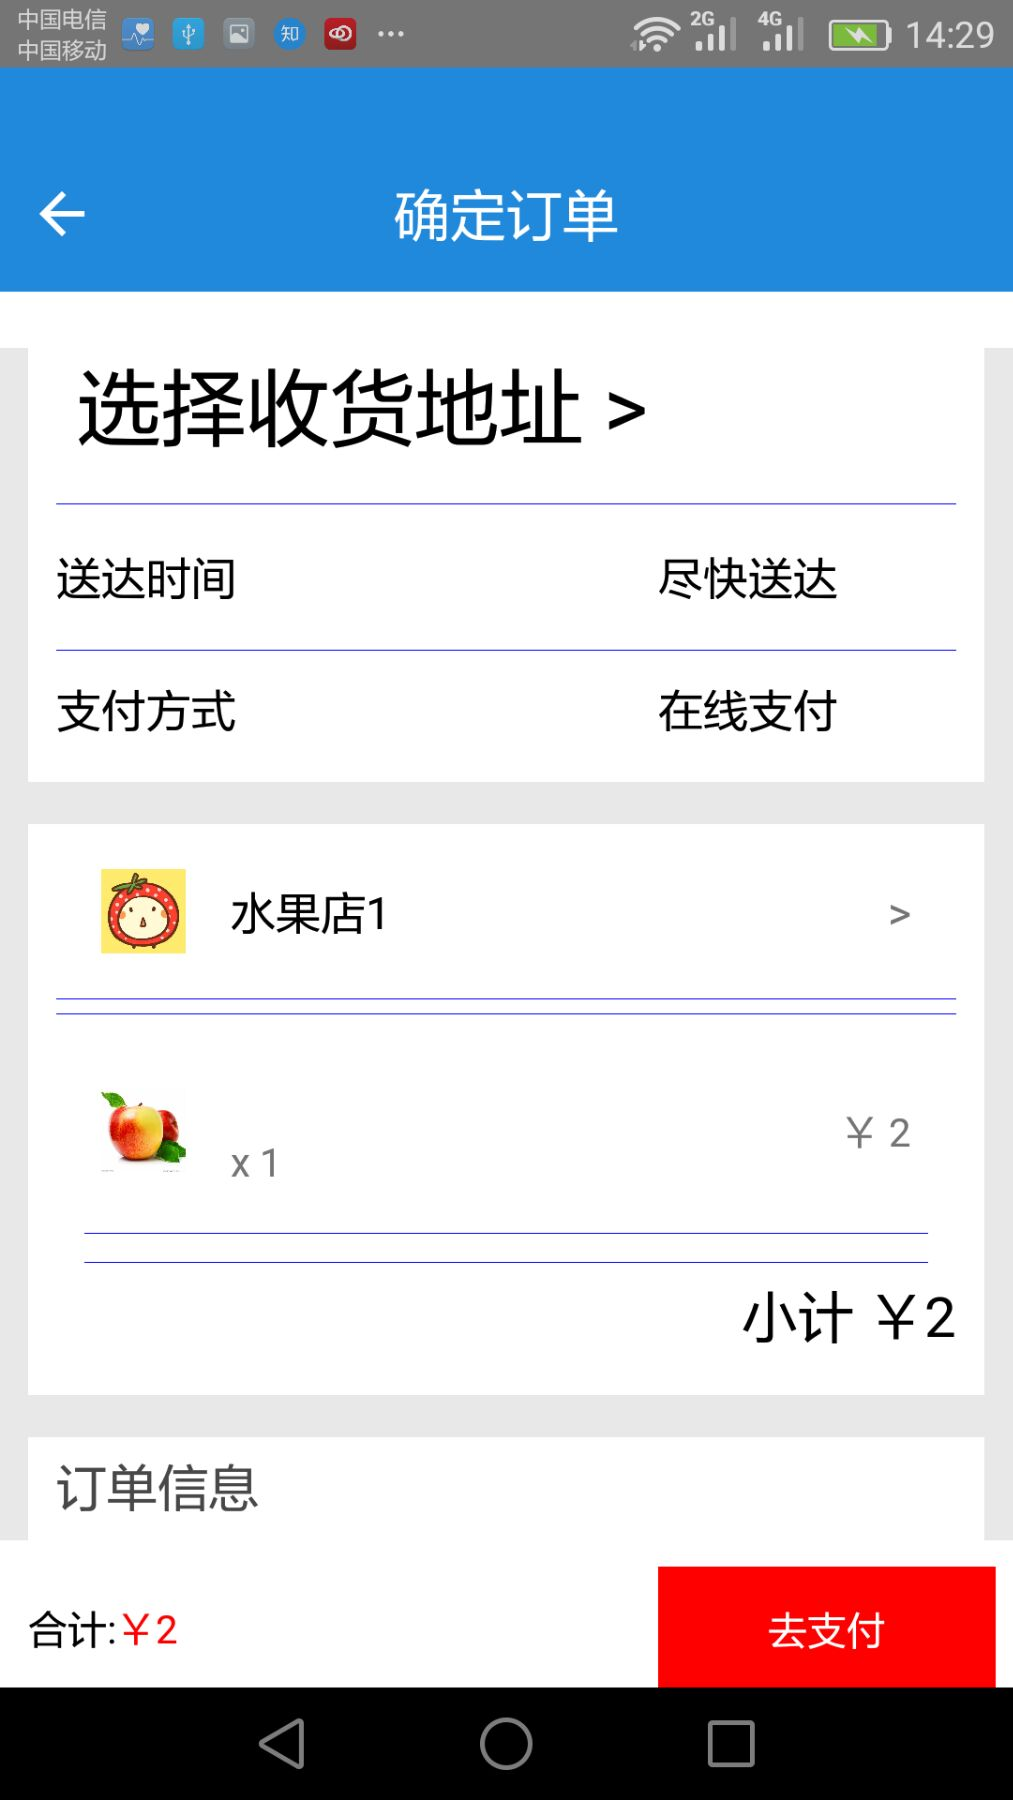 中国电信
中国移动
知
2G
4G
14:29
确定订单
选择收货地址 >
送达时间 尽快送达
支付方式 在线支付
水果店1 >
x 1
￥ 2
小计 ￥2
订单信息
合计:￥2
去支付